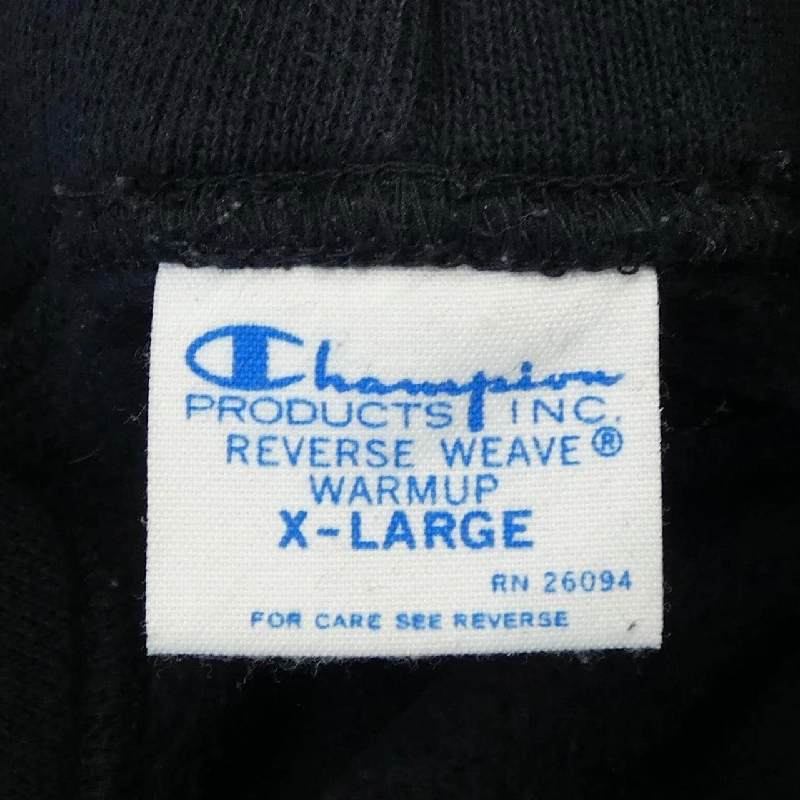 Champion
PRODUCTS INC.
REVERSE WEAVE®
WARMUP
X-LARGE
RN 26094
FOR CARE SEE REVERSE